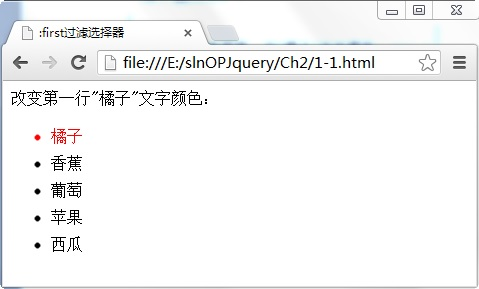 :first过滤选择器
file:///E:/slnOPJquery/Ch2/1-1.html
改变第一行"橘子"文字颜色：
橘子
香蕉
葡萄
苹果
西瓜